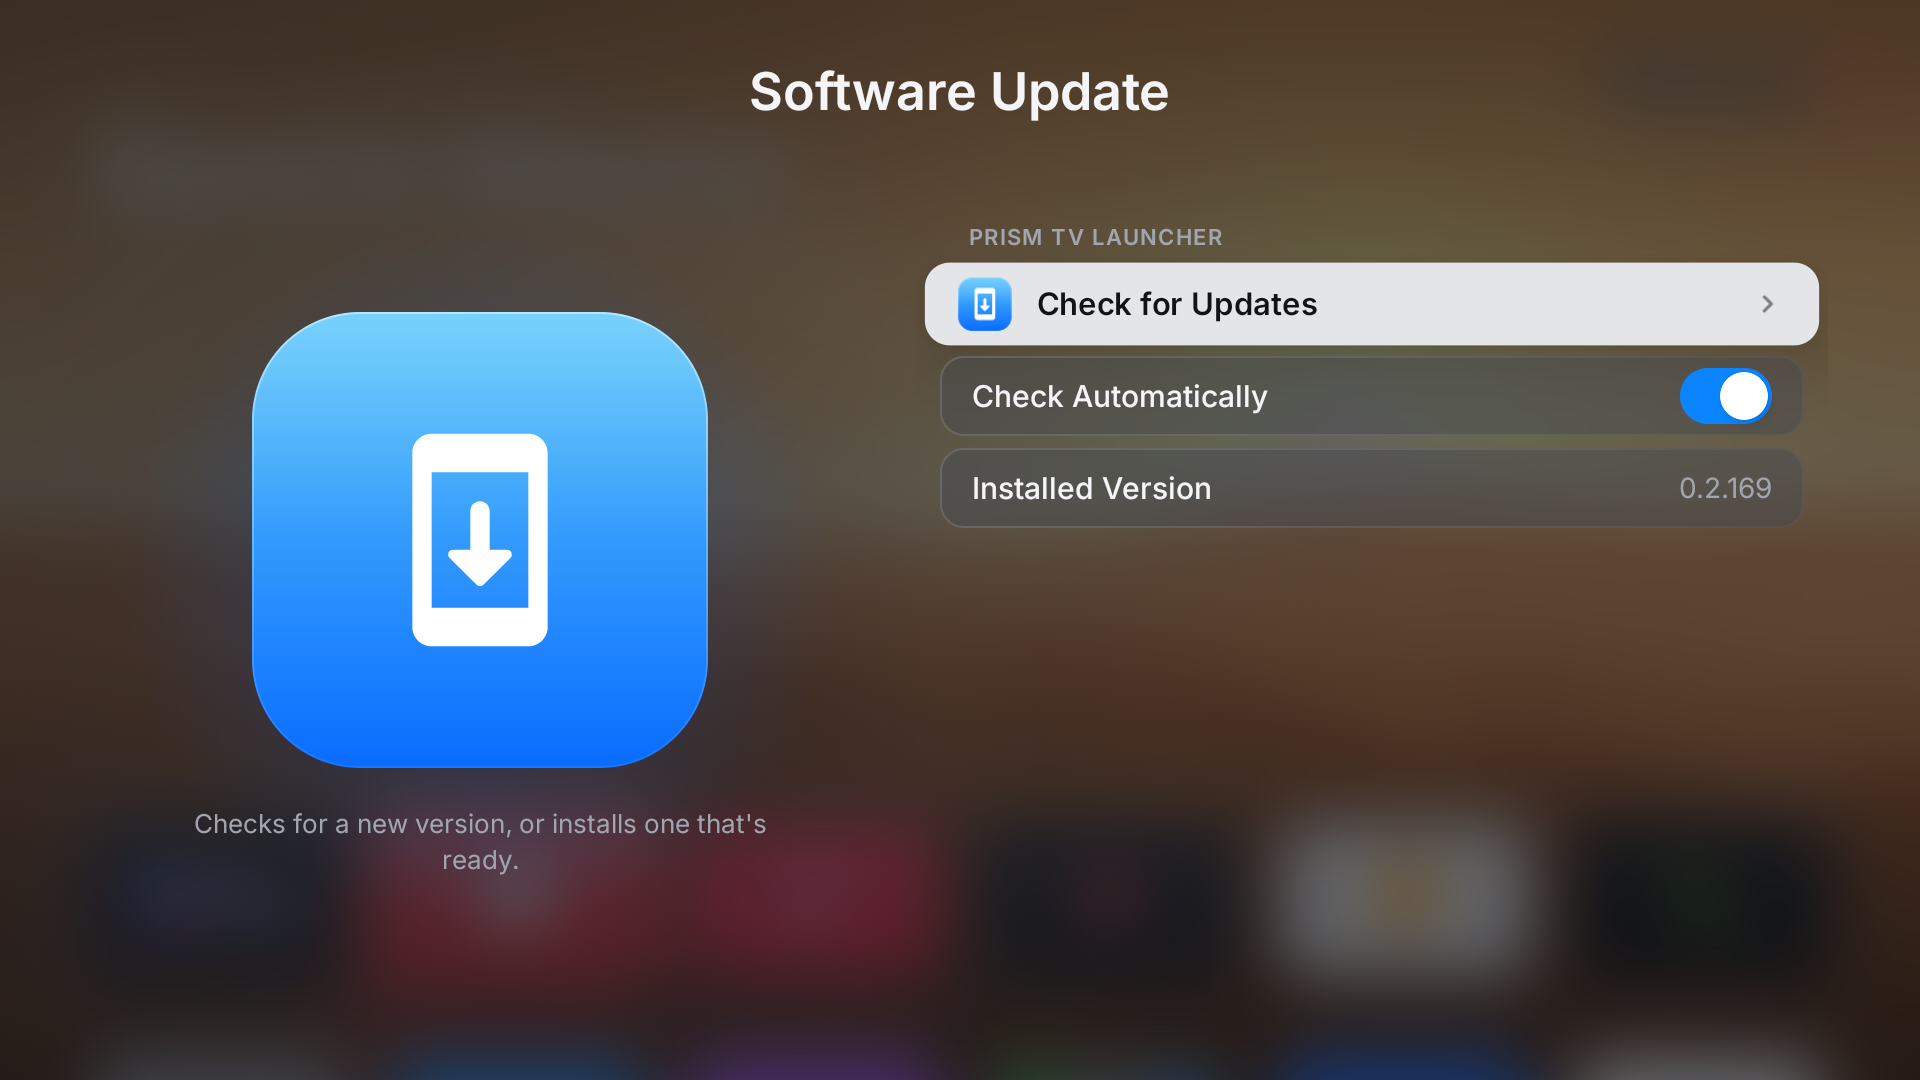 Software Update
PRISM TV LAUNCHER
Check for Updates
Check Automatically
Installed Version 0.2.169
Checks for a new version, or installs one that's
ready.